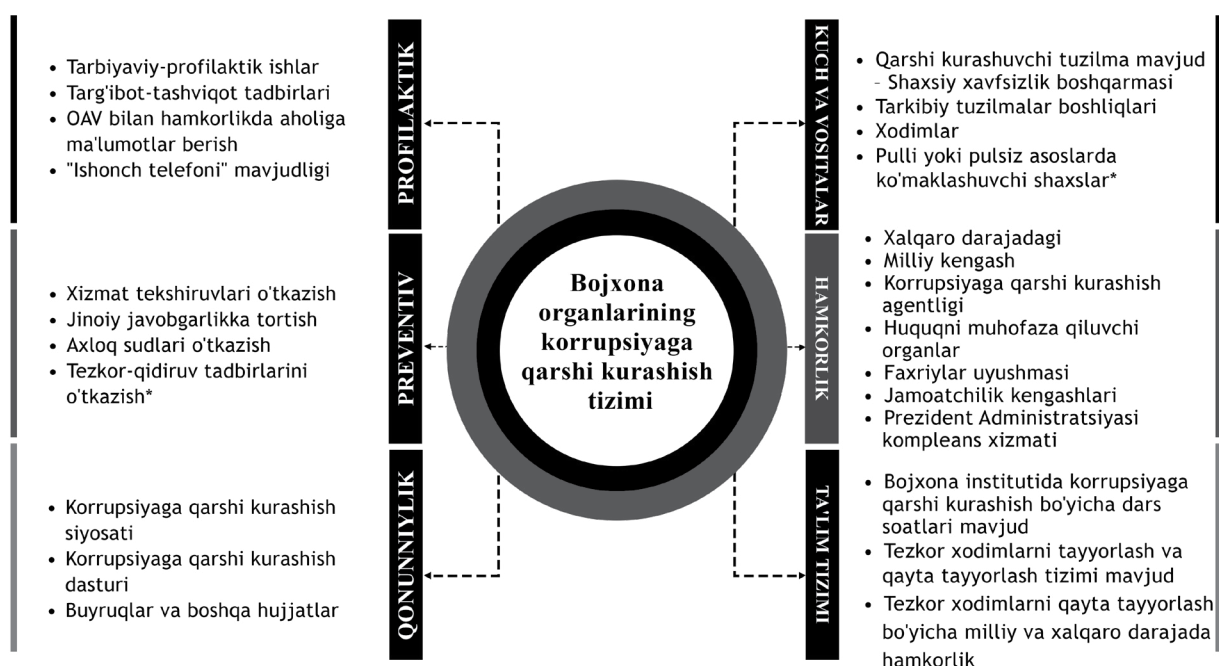 PROFILAKTIK
• Tarbiyaviy-profilaktik ishlar
• Targ'ibot-tashviqot tadbirlari
• OAV bilan hamkorlikda aholiga
ma'lumotlar berish
• "Ishonch telefoni" mavjudligi
PREVENTIV
• Xizmat tekshiruvlari o'tkazish
• Jinoiy javobgarlikka tortish
• Axloq sudlari o'tkazish
• Tezkor-qidiruv tadbirlarini
o'tkazish*
QONUNNIYLIK
• Korrupsiyaga qarshi kurashish
siyosati
• Korrupsiyaga qarshi kurashish
dasturi
• Buyruqlar va boshqa hujjatlar
Bojxona
organlarining
korrupsiyaga
qarshi kurashish
tizimi
KUCH VA VOSITALAR
• Qarshi kurashuvchi tuzilma mavjud
- Shaxsiy xavfsizlik boshqarmasi
• Tarkibiy tuzilmalar boshliqlari
• Xodimlar
• Pulli yoki pulsiz asoslarda
ko'maklashuvchi shaxslar*
HAMKORLIK
• Xalqaro darajadagi
• Milliy kengash
• Korrupsiyaga qarshi kurashish
agentligi
• Huquqni muhofaza qiluvchi
organlar
• Faxriylar uyushmasi
• Jamoatchilik kengashlari
• Prezident Administratsiyasi
kompleans xizmati
TA'LIM TIZIMI
• Bojxona institutida korrupsiyaga
qarshi kurashish bo'yicha dars
soatlari mavjud
• Tezkor xodimlarni tayyorlash va
qayta tayyorlash tizimi mavjud
• Tezkor xodimlarni qayta tayyorlash
bo'yicha milliy va xalqaro darajada
hamkorlik